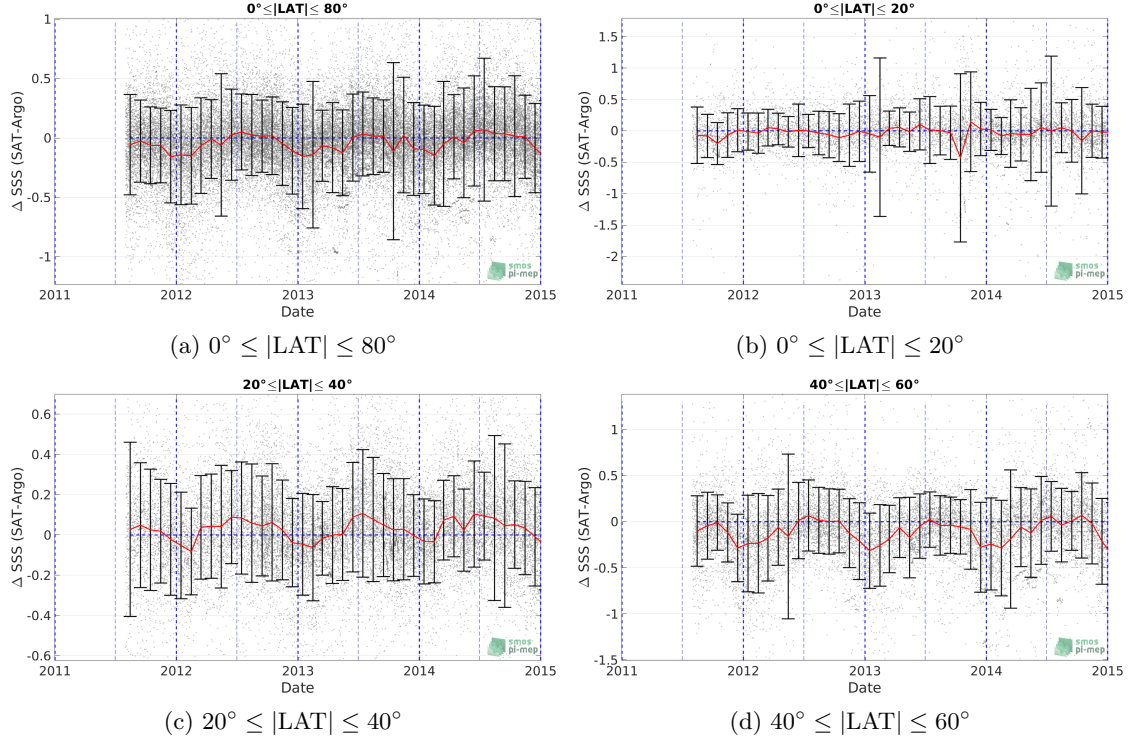 0°≤|LAT|≤ 80°
1
0.5
0
-0.5
-1
Δ SSS (SAT-Argo)
2011 2012 2013 2014 2015
Date
smos
pi-mep
(a) 0° ≤ |LAT| ≤ 80°
0°≤|LAT|≤ 20°
1.5
1
0.5
0
-0.5
-1
-1.5
-2
Δ SSS (SAT-Argo)
2011 2012 2013 2014 2015
Date
smos
pi-mep
(b) 0° ≤ |LAT| ≤ 20°
20°≤|LAT|≤ 40°
0.6
0.4
0.2
0
-0.2
-0.4
-0.6
Δ SSS (SAT-Argo)
2011 2012 2013 2014 2015
Date
smos
pi-mep
(c) 20° ≤ |LAT| ≤ 40°
40°≤|LAT|≤ 60°
1
0.5
0
-0.5
-1
-1.5
Δ SSS (SAT-Argo)
2011 2012 2013 2014 2015
Date
smos
pi-mep
(d) 40° ≤ |LAT| ≤ 60°